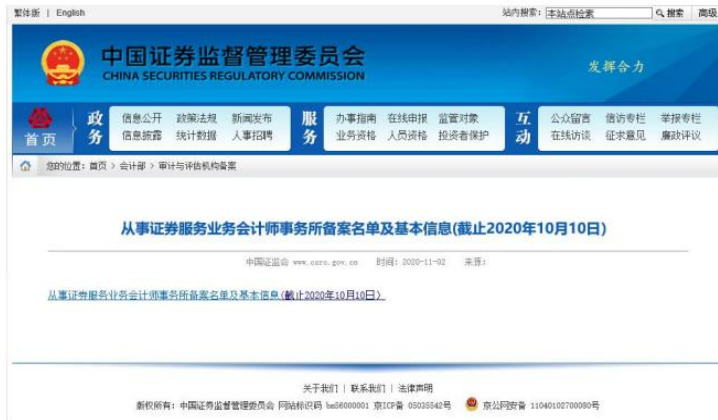 繁体版 | English
站内搜索: 本站点检索 搜索 高级
中国证券监督管理委员会
CHINA SECURITIES REGULATORY COMMISSION
发挥合力
首页
政务
信息公开 政策法规 新闻发布
信息披露 统计数据 人事招聘
服务
办事指南 在线申报 监管对象
业务资格 人员资格 投资者保护
互动
公众留言 信访专栏 举报专栏
在线访谈 征求意见 廉政评议
您的位置: 首页 > 会计部 > 审计与评估机构备案
从事证券服务业务会计师事务所备案名单及基本信息(截止2020年10月10日)
中国证监会 www.csrc.gov.cn 时间: 2020-11-02 来源:
从事证券服务业务会计师事务所备案名单及基本信息(截止2020年10月10日)
关于我们 | 联系我们 | 法律声明
版权所有: 中国证券监督管理委员会 网站标识码 bm56000001 京ICP备 05035542号 京公网安备 11040102700080号